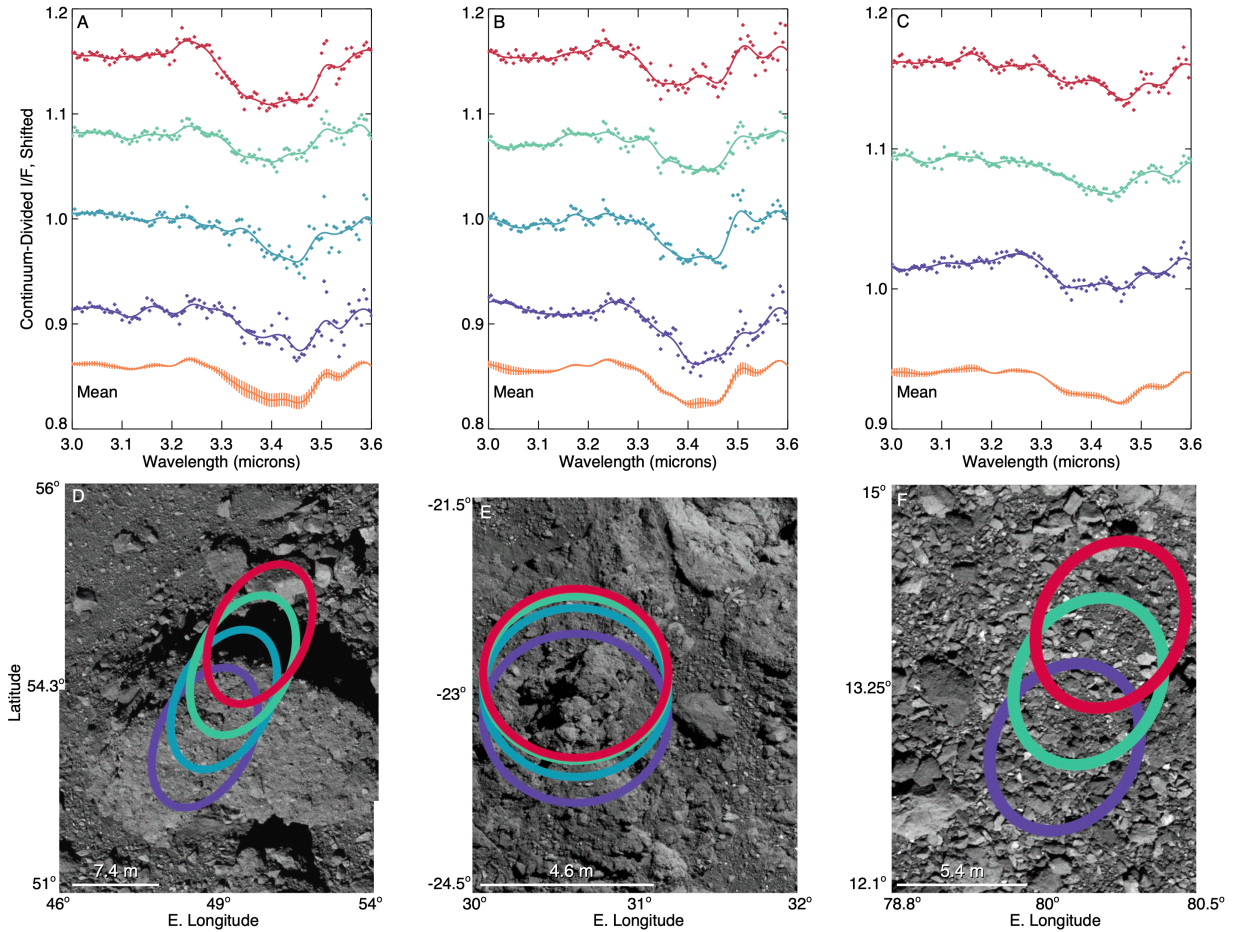 A
B
C
1.2
1.1
1.0
0.9
0.8
Continuum-Divided I/F, Shifted
Mean
3.0 3.1 3.2 3.3 3.4 3.5 3.6
Wavelength (microns)
1.2
1.1
1.0
0.9
0.8
Mean
3.0 3.1 3.2 3.3 3.4 3.5 3.6
Wavelength (microns)
1.2
1.1
1.0
0.9
Mean
3.0 3.1 3.2 3.3 3.4 3.5 3.6
Wavelength (microns)
D
56°
54.3°
51°
Latitude
7.4 m
46° 49° 54°
E. Longitude
E
-21.5°
-23°
-24.5°
4.6 m
30° 31° 32°
E. Longitude
F
15°
13.25°
12.1°
5.4 m
78.8° 80° 80.5°
E. Longitude